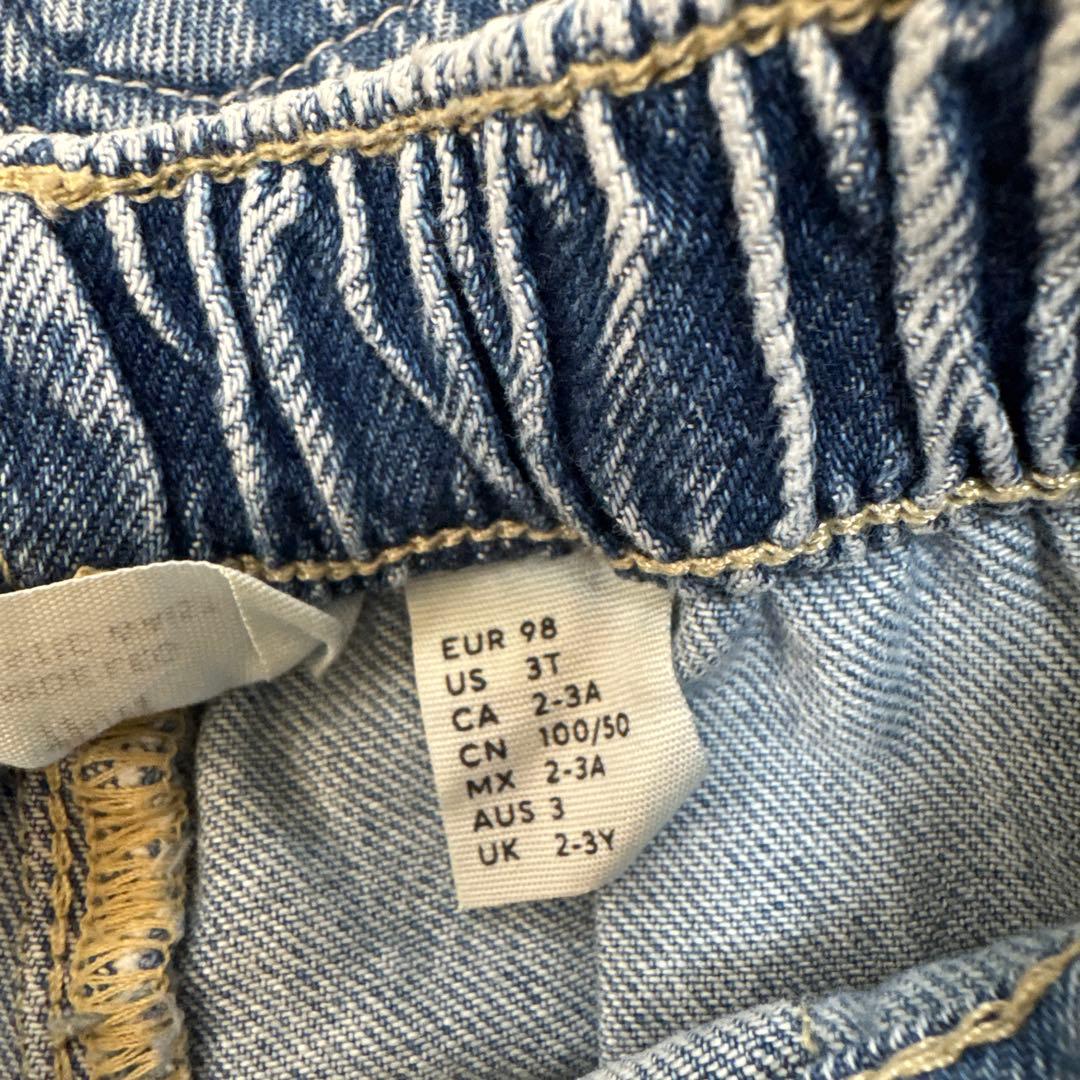 EUR 98
US 3T
CA 2-3A
CN 100/50
MX 2-3A
AUS 3
UK 2-3Y